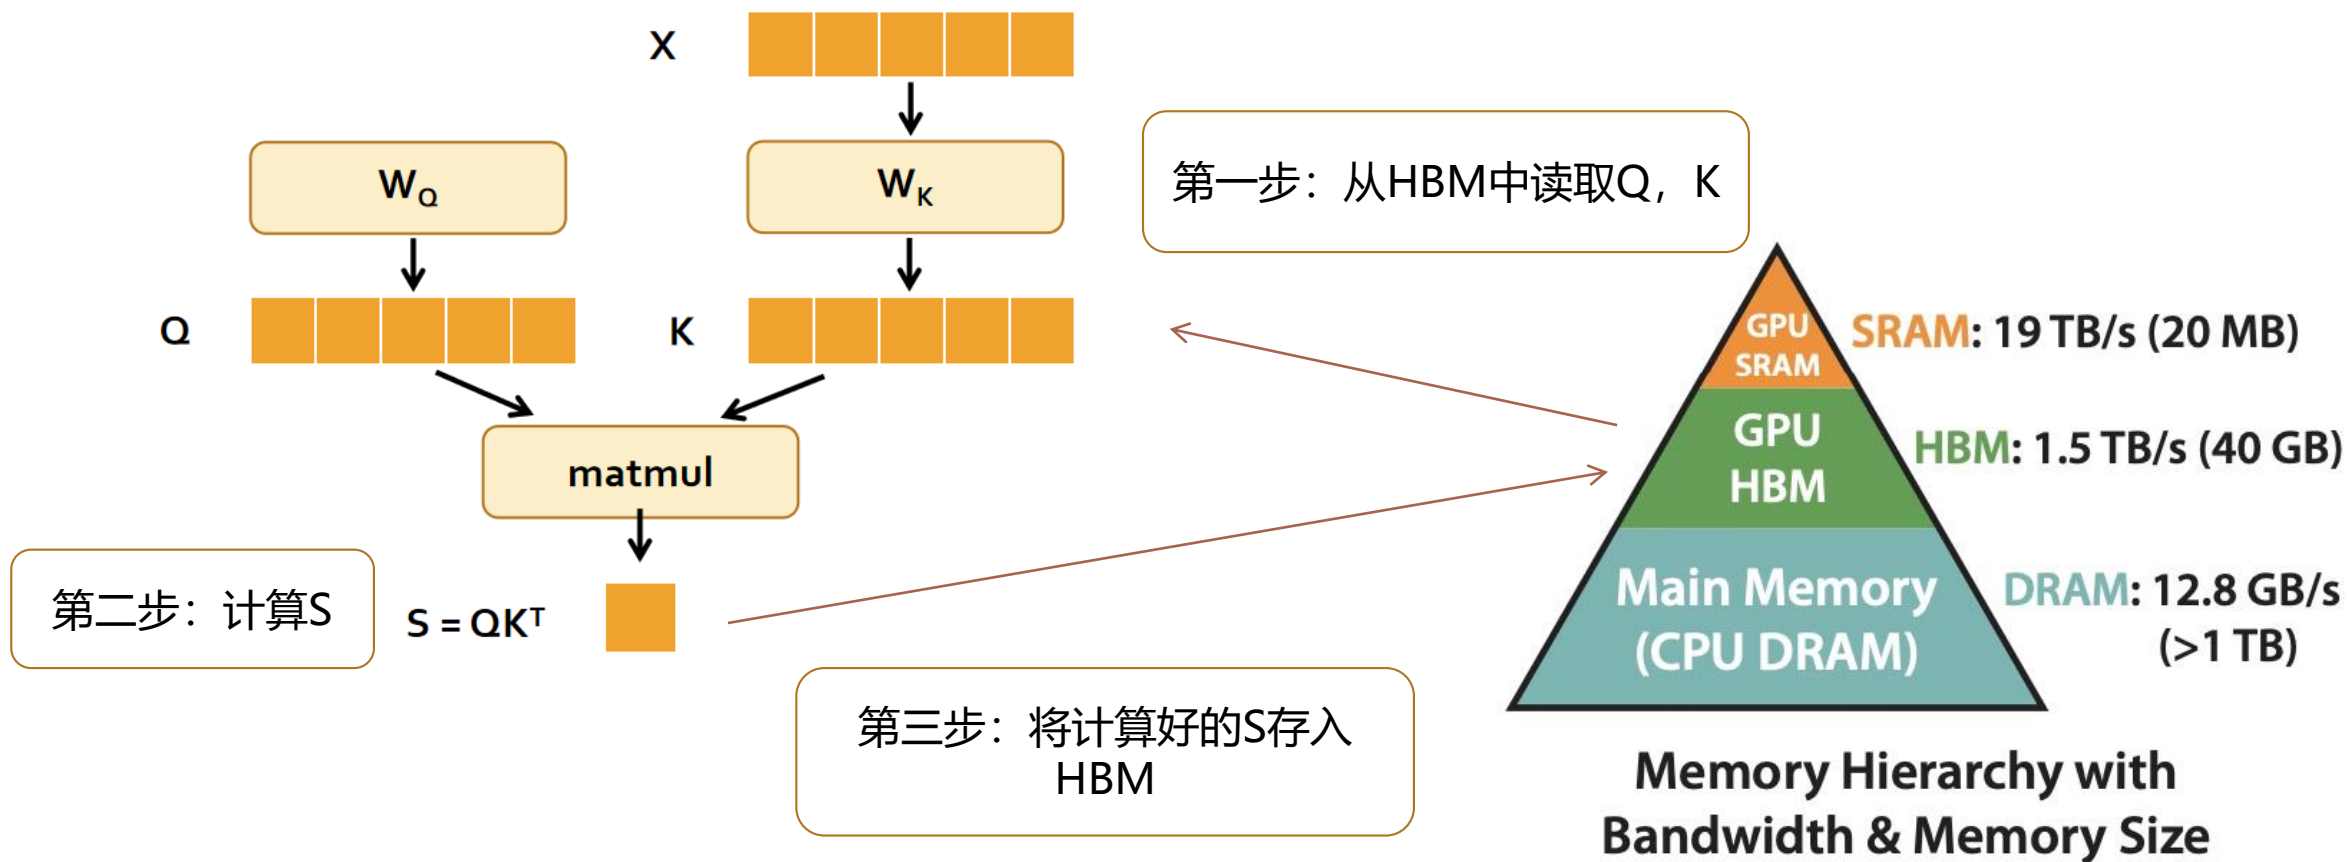 X
W_Q
W_K
第一步：从HBM中读取Q，K
Q
K
matmul
第二步：计算S
S = QK^T
第三步：将计算好的S存入
HBM
GPU
SRAM
SRAM: 19 TB/s (20 MB)
GPU
HBM
HBM: 1.5 TB/s (40 GB)
Main Memory
(CPU DRAM)
DRAM: 12.8 GB/s
(>1 TB)
Memory Hierarchy with
Bandwidth & Memory Size